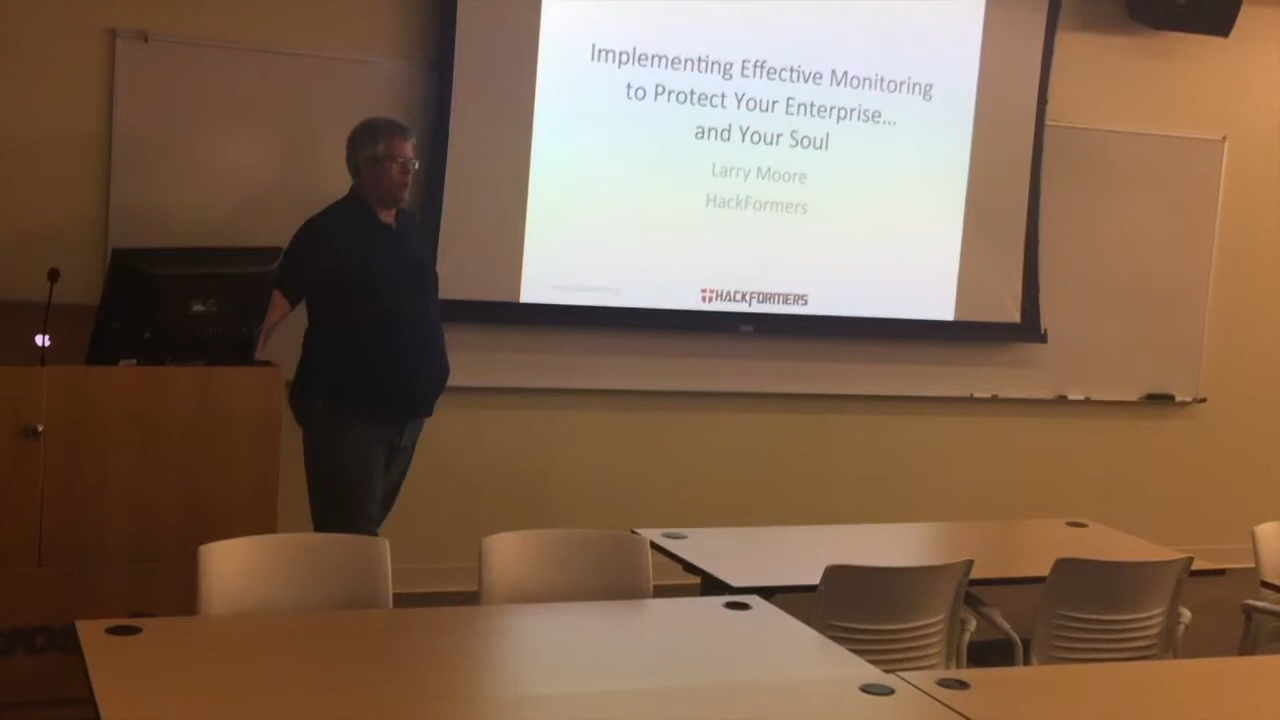 Implementing Effective Monitoring
to Protect Your Enterprise...
and Your Soul
Larry Moore
HackFormers
HACKFORMERS